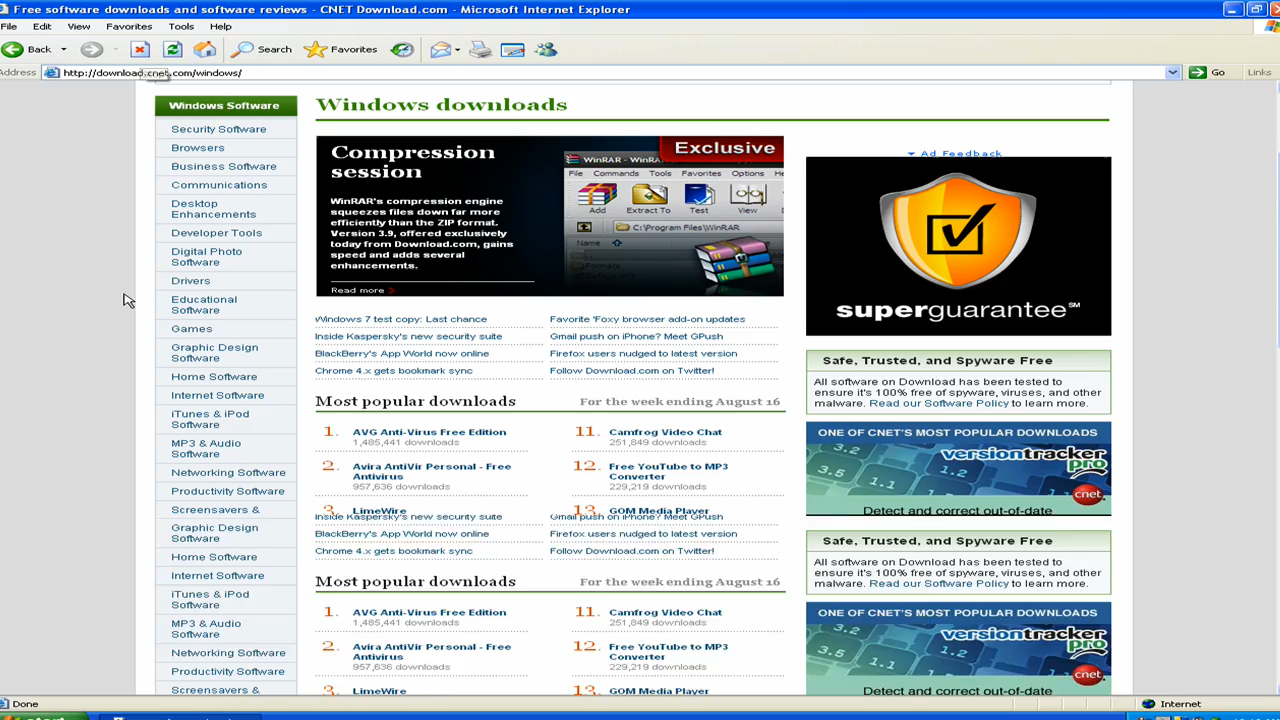 Free software downloads and software reviews - CNET Download.com - Microsoft Internet Explorer
File Edit View Favorites Tools Help
Back Search Favorites
Address http://download.cnet.com/windows/ Go Links
Windows Software
Security Software
Browsers
Business Software
Communications
Desktop
Enhancements
Developer Tools
Digital Photo
Software
Drivers
Educational
Software
Games
Graphic Design
Software
Home Software
Internet Software
iTunes & iPod
Software
MP3 & Audio
Software
Networking Software
Productivity Software
Screensavers &
Graphic Design
Software
Home Software
Internet Software
iTunes & iPod
Software
MP3 & Audio
Software
Networking Software
Productivity Software
Screensavers &
Windows downloads
Compression
session
WinRAR's compression engine
squeezes files down far more
efficiently than the ZIP format.
Version 3.9, offered exclusively
today from Download.com, gains
speed and adds several
enhancements.
Read more
Exclusive
WinRAR - WinRA
File Commands Tools Favorites
Add Extract To Test View
C:\Program Files\WinRAR
Name
Formats
Windows 7 test copy: Last chance
Inside Kaspersky's new security suite
BlackBerry's App World now online
Chrome 4.x gets bookmark sync
Favorite 'Foxy browser add-on updates
Gmail push on iPhone? Meet GPush
Firefox users nudged to latest version
Follow Download.com on Twitter!
Most popular downloads For the week ending August 16
1. AVG Anti-Virus Free Edition
1,485,441 downloads
2. Avira AntiVir Personal - Free
Antivirus
957,636 downloads
3. LimeWire
11. Camfrog Video Chat
251,849 downloads
12. Free YouTube to MP3
Converter
229,219 downloads
13. GOM Media Player
Inside Kaspersky's new security suite
BlackBerry's App World now online
Chrome 4.x gets bookmark sync
Gmail push on iPhone? Meet GPush
Firefox users nudged to latest version
Follow Download.com on Twitter!
Most popular downloads For the week ending August 16
1. AVG Anti-Virus Free Edition
1,485,441 downloads
2. Avira AntiVir Personal - Free
Antivirus
957,636 downloads
3. LimeWire
11. Camfrog Video Chat
251,849 downloads
12. Free YouTube to MP3
Converter
229,219 downloads
13. GOM Media Player
Ad Feedback
superguarantee℠
Safe, Trusted, and Spyware Free
All software on Download has been tested to
ensure it's 100% free of spyware, viruses, and other
malware. Read our Software Policy to learn more.
ONE OF CNET'S MOST POPULAR DOWNLOADS
3.2
3.5
1.2
1.1
versiontracker
pro
cnet
Detect and correct out-of-date
Safe, Trusted, and Spyware Free
All software on Download has been tested to
ensure it's 100% free of spyware, viruses, and other
malware. Read our Software Policy to learn more.
ONE OF CNET'S MOST POPULAR DOWNLOADS
3.2
3.5
1.2
1.1
versiontracker
pro
cnet
Detect and correct out-of-date
Done Internet
start